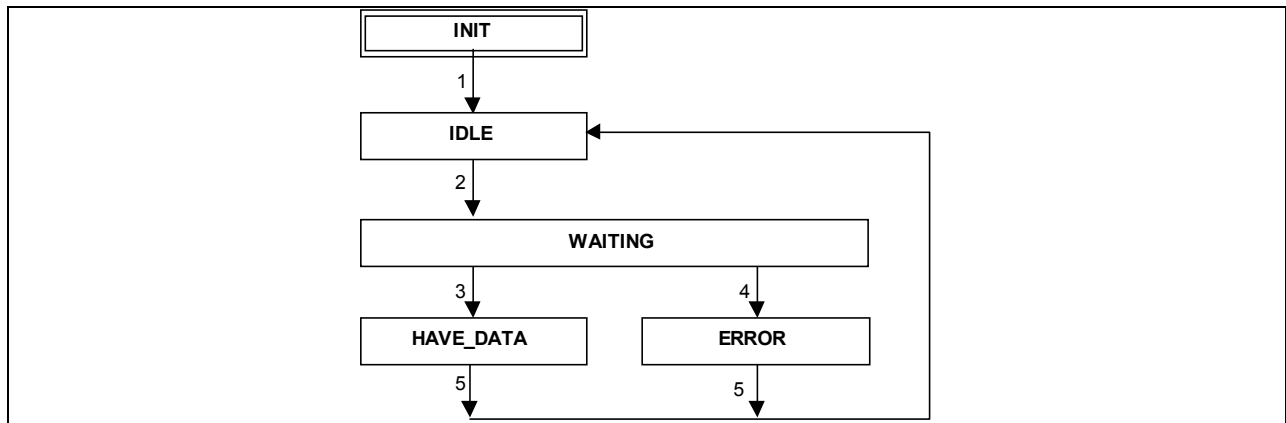 INIT
1
IDLE
2
WAITING
3 4
HAVE_DATA ERROR
5 5